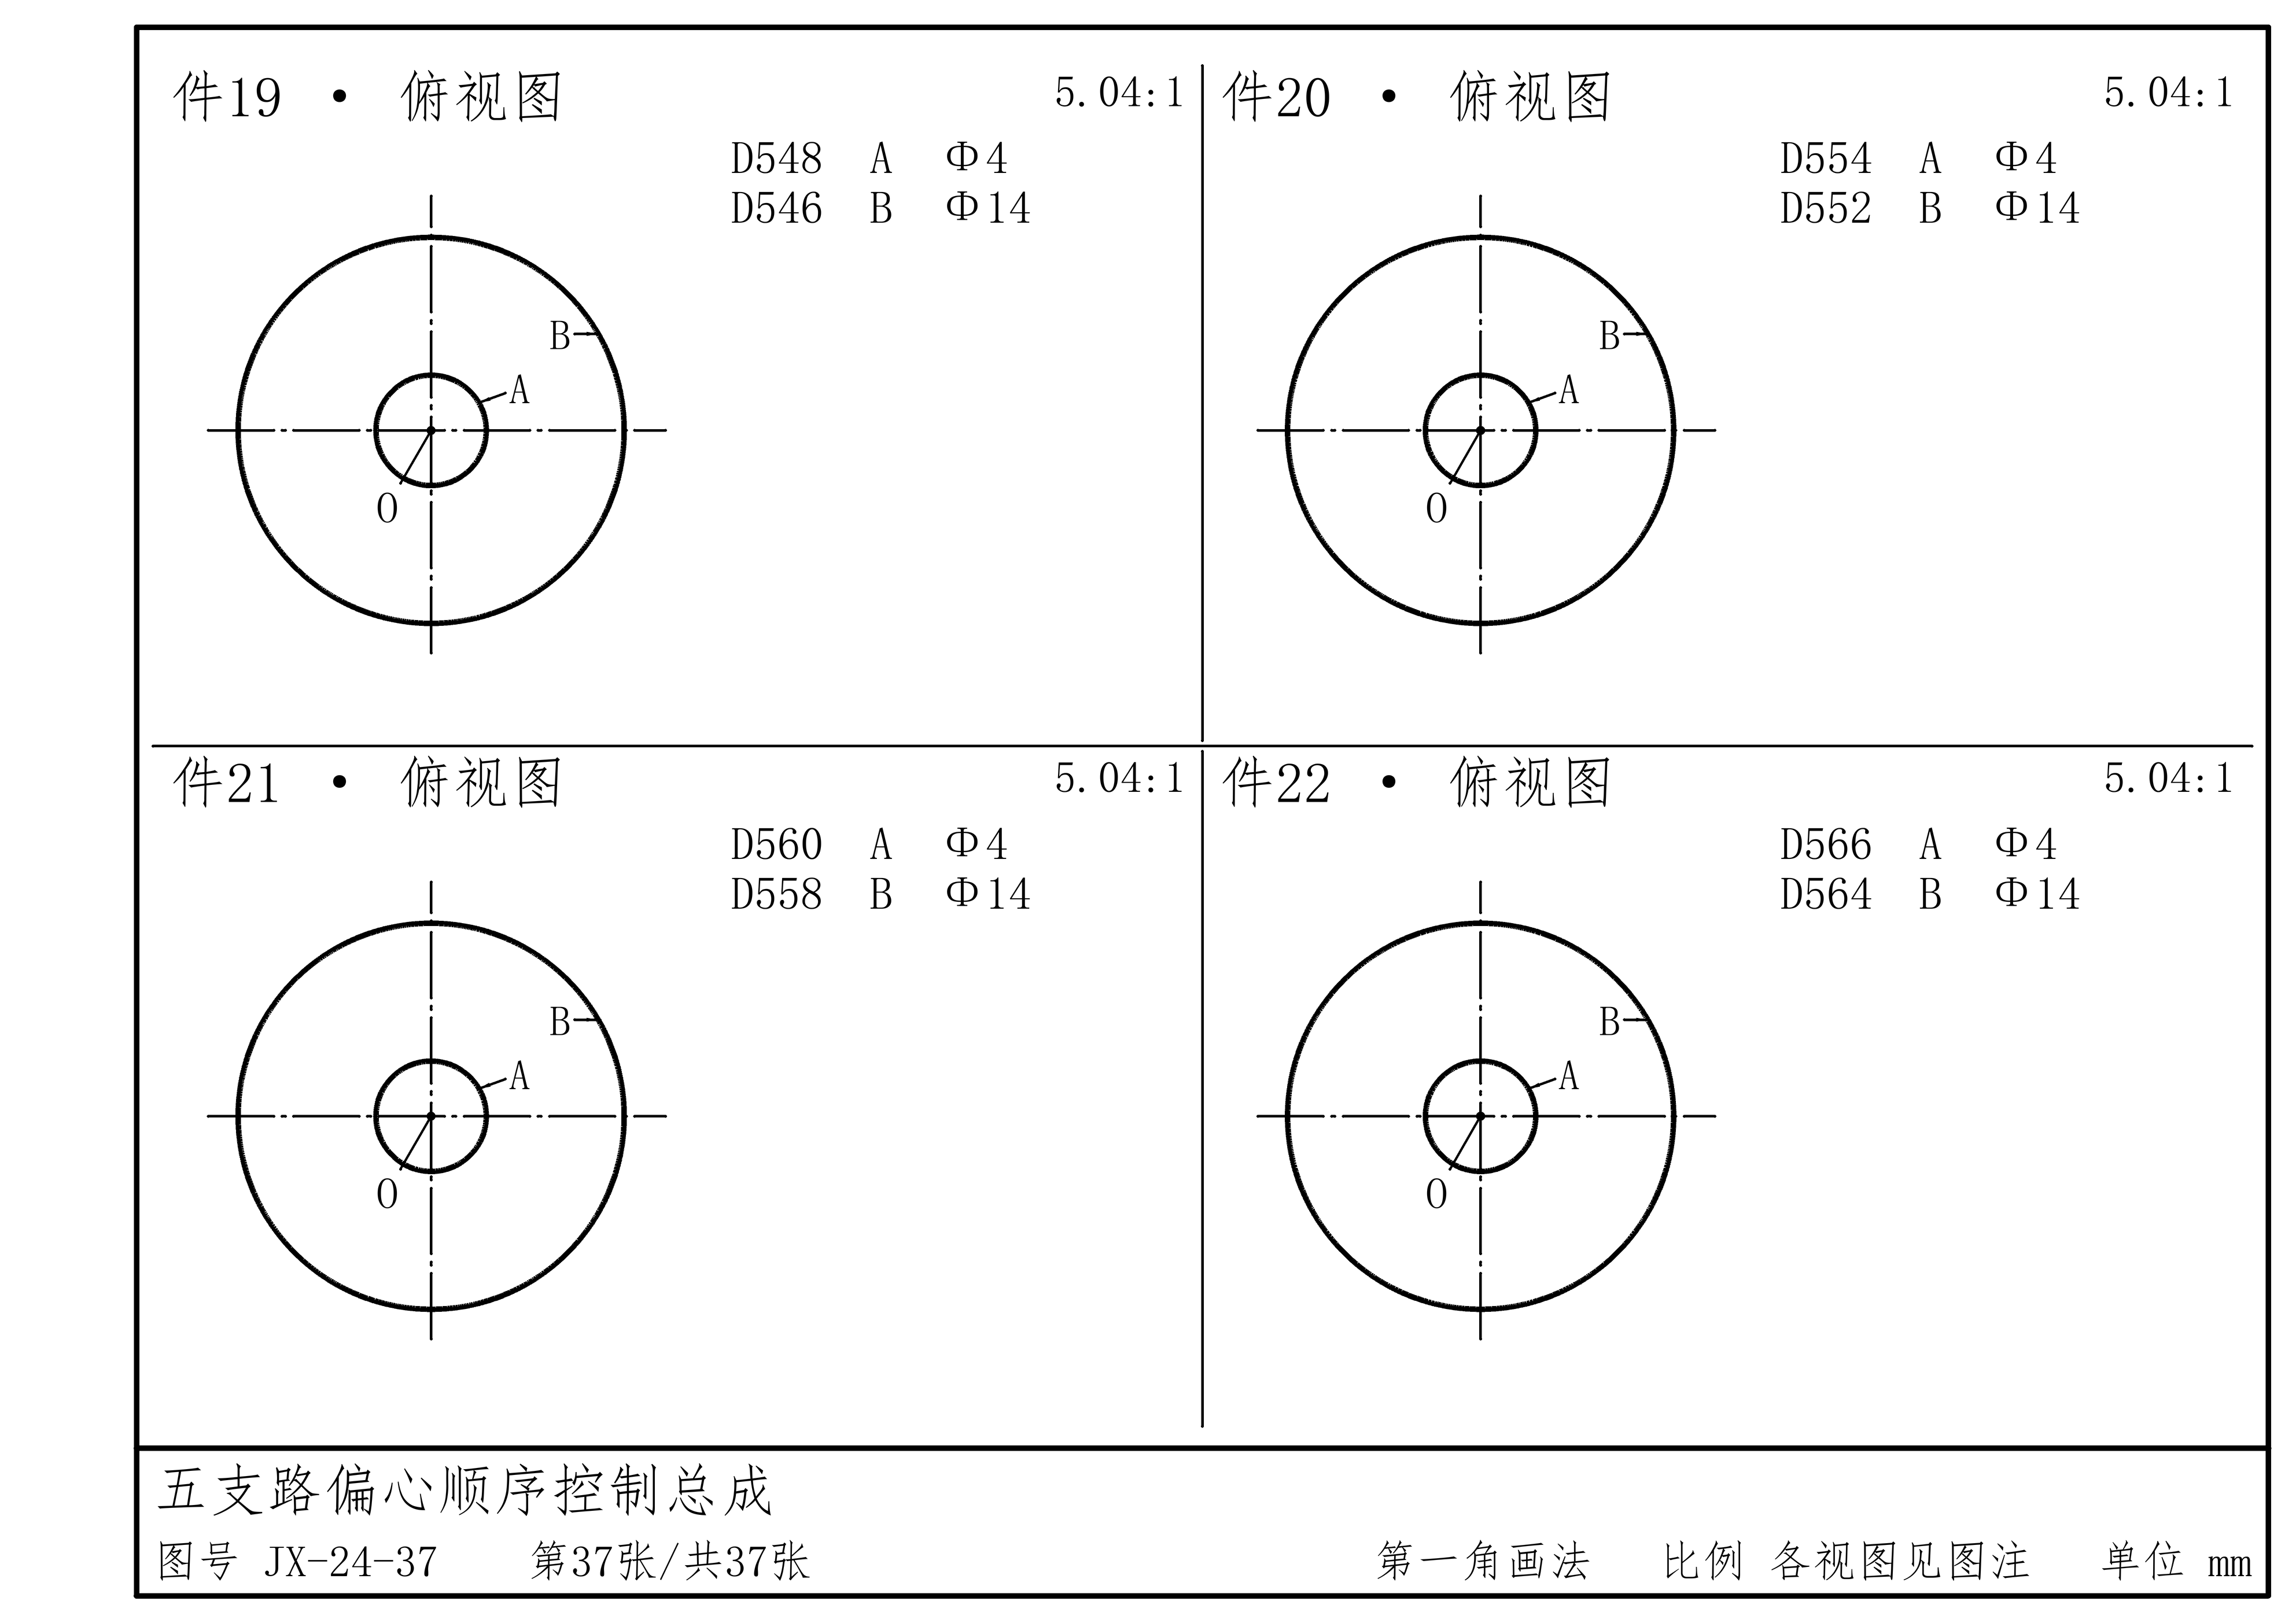 件19 · 俯视图 5.04:1
D548 A Φ4
D546 B Φ14
B
A
O
件20 · 俯视图 5.04:1
D554 A Φ4
D552 B Φ14
B
A
O
件21 · 俯视图 5.04:1
D560 A Φ4
D558 B Φ14
B
A
O
件22 · 俯视图 5.04:1
D566 A Φ4
D564 B Φ14
B
A
O
五支路偏心顺序控制总成
图号 JX-24-37 第37张/共37张 第一角画法 比例 各视图见图注 单位 mm